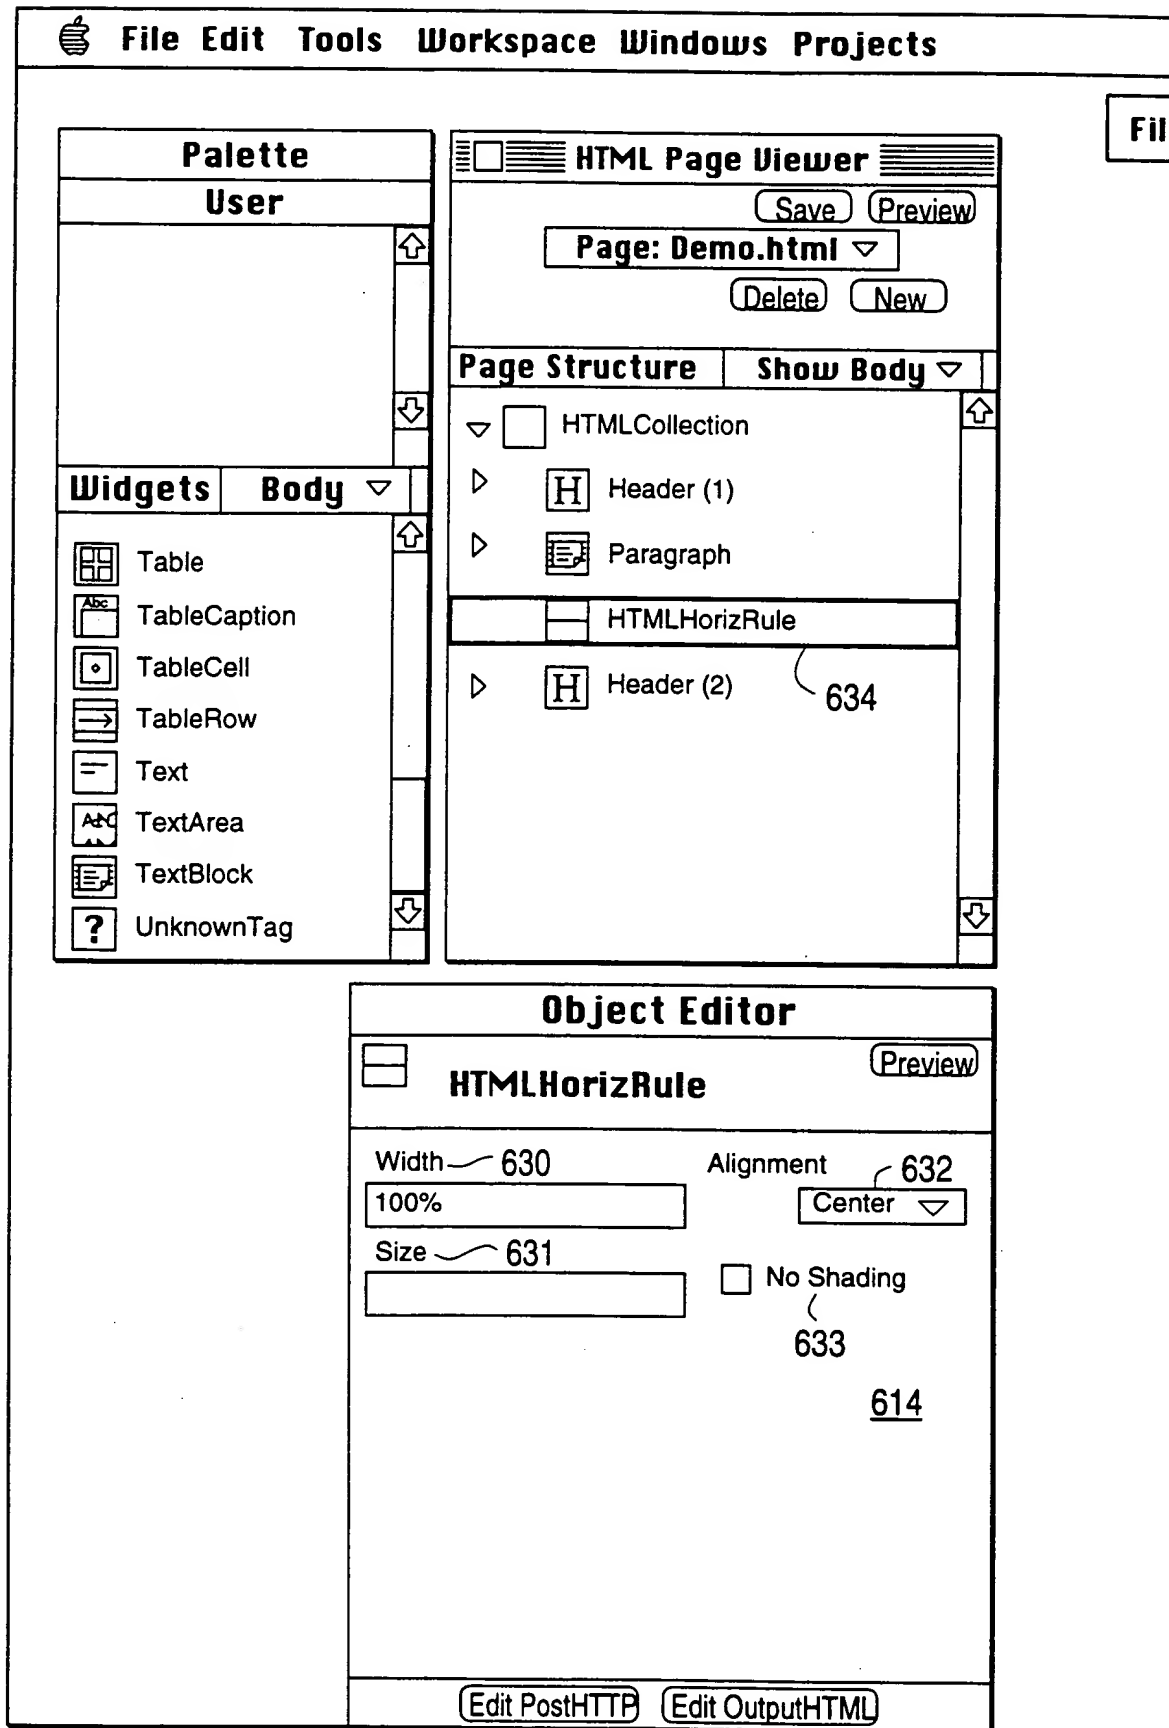 File Edit Tools Workspace Windows Projects
Fil
Palette
User
Widgets Body
Table
Abc
TableCaption
TableCell
TableRow
Text
TextArea
TextBlock
? UnknownTag
HTML Page Viewer
Save Preview
Page: Demo.html
Delete New
Page Structure Show Body
HTMLCollection
H Header (1)
Paragraph
HTMLHorizRule
634
H Header (2)
Object Editor
Preview
HTMLHorizRule
Width 630 Alignment 632
100% Center
Size 631
No Shading
633
614
Edit PostHTTP Edit OutputHTML